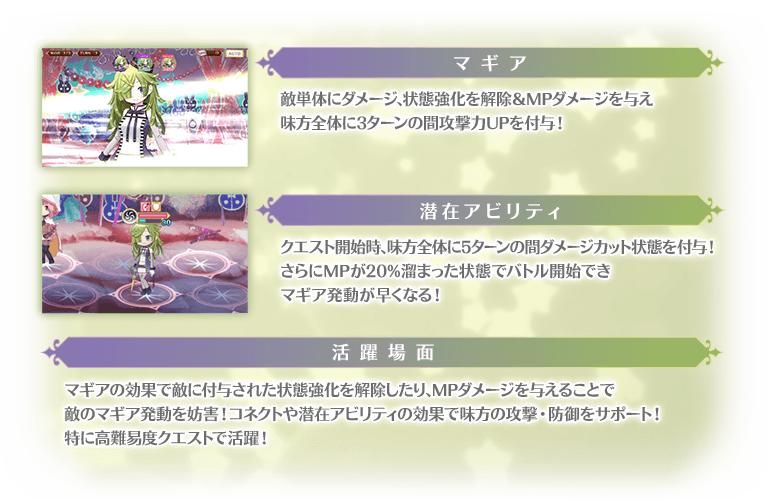 マギア
敵単体にダメージ、状態強化を解除&MPダメージを与え
味方全体に3ターンの間攻撃力UPを付与！
潜在アビリティ
クエスト開始時、味方全体に5ターンの間ダメージカット状態を付与！
さらにMPが20%溜まった状態でバトル開始でき
マギア発動が早くなる！
活躍場面
マギアの効果で敵に付与された状態強化を解除したり、MPダメージを与えることで
敵のマギア発動を妨害！コネクトや潜在アビリティの効果で味方の攻撃・防御をサポート！
特に高難易度クエストで活躍！